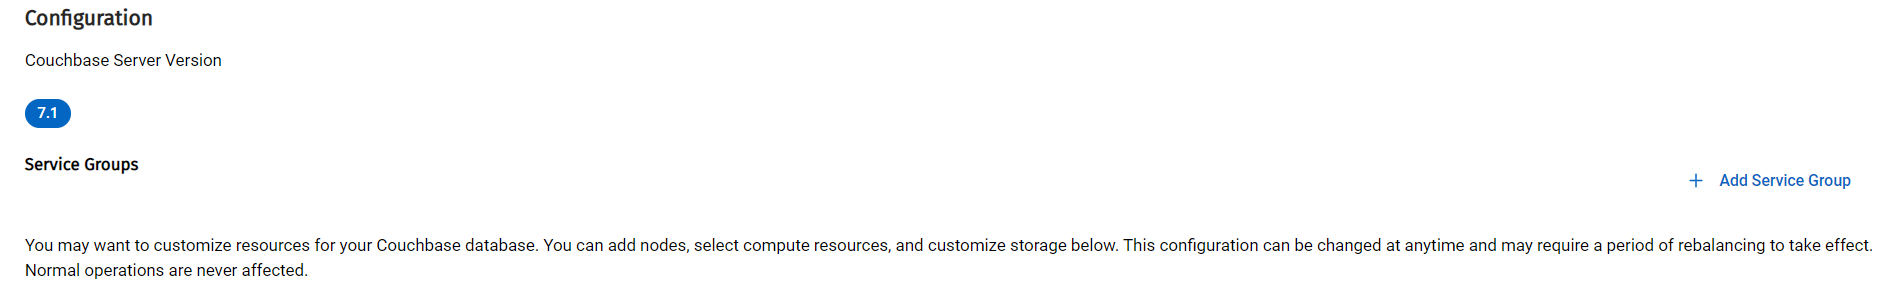 Configuration
Couchbase Server Version
7.1
Service Groups
+ Add Service Group
You may want to customize resources for your Couchbase database. You can add nodes, select compute resources, and customize storage below. This configuration can be changed at anytime and may require a period of rebalancing to take effect.
Normal operations are never affected.